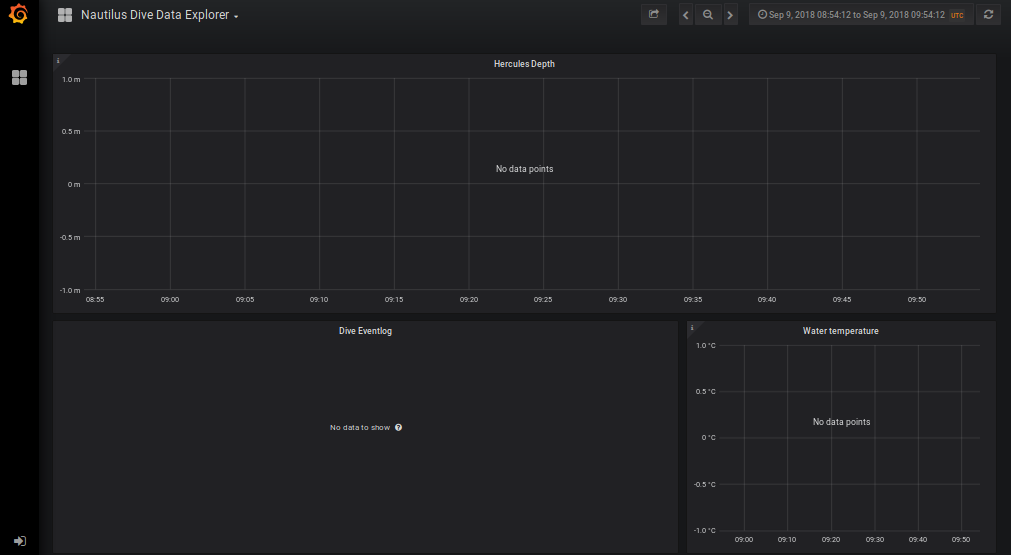 Nautilus Dive Data Explorer
Sep 9, 2018 08:54:12 to Sep 9, 2018 09:54:12 UTC
i
Hercules Depth
1.0 m
0.5 m
0 m
-0.5 m
-1.0 m
No data points
08:55 09:00 09:05 09:10 09:15 09:20 09:25 09:30 09:35 09:40 09:45 09:50
Dive Eventlog
No data to show ?
i
Water temperature
1.0 °C
0.5 °C
0 °C
-0.5 °C
-1.0 °C
No data points
09:00 09:10 09:20 09:30 09:40 09:50